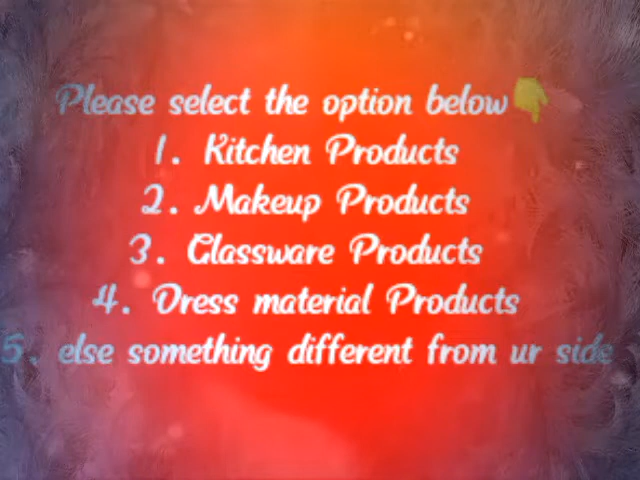 Please select the option below👇
1. Kitchen Products
2. Makeup Products
3. Glassware Products
4. Dress material Products
5. else something different from ur side